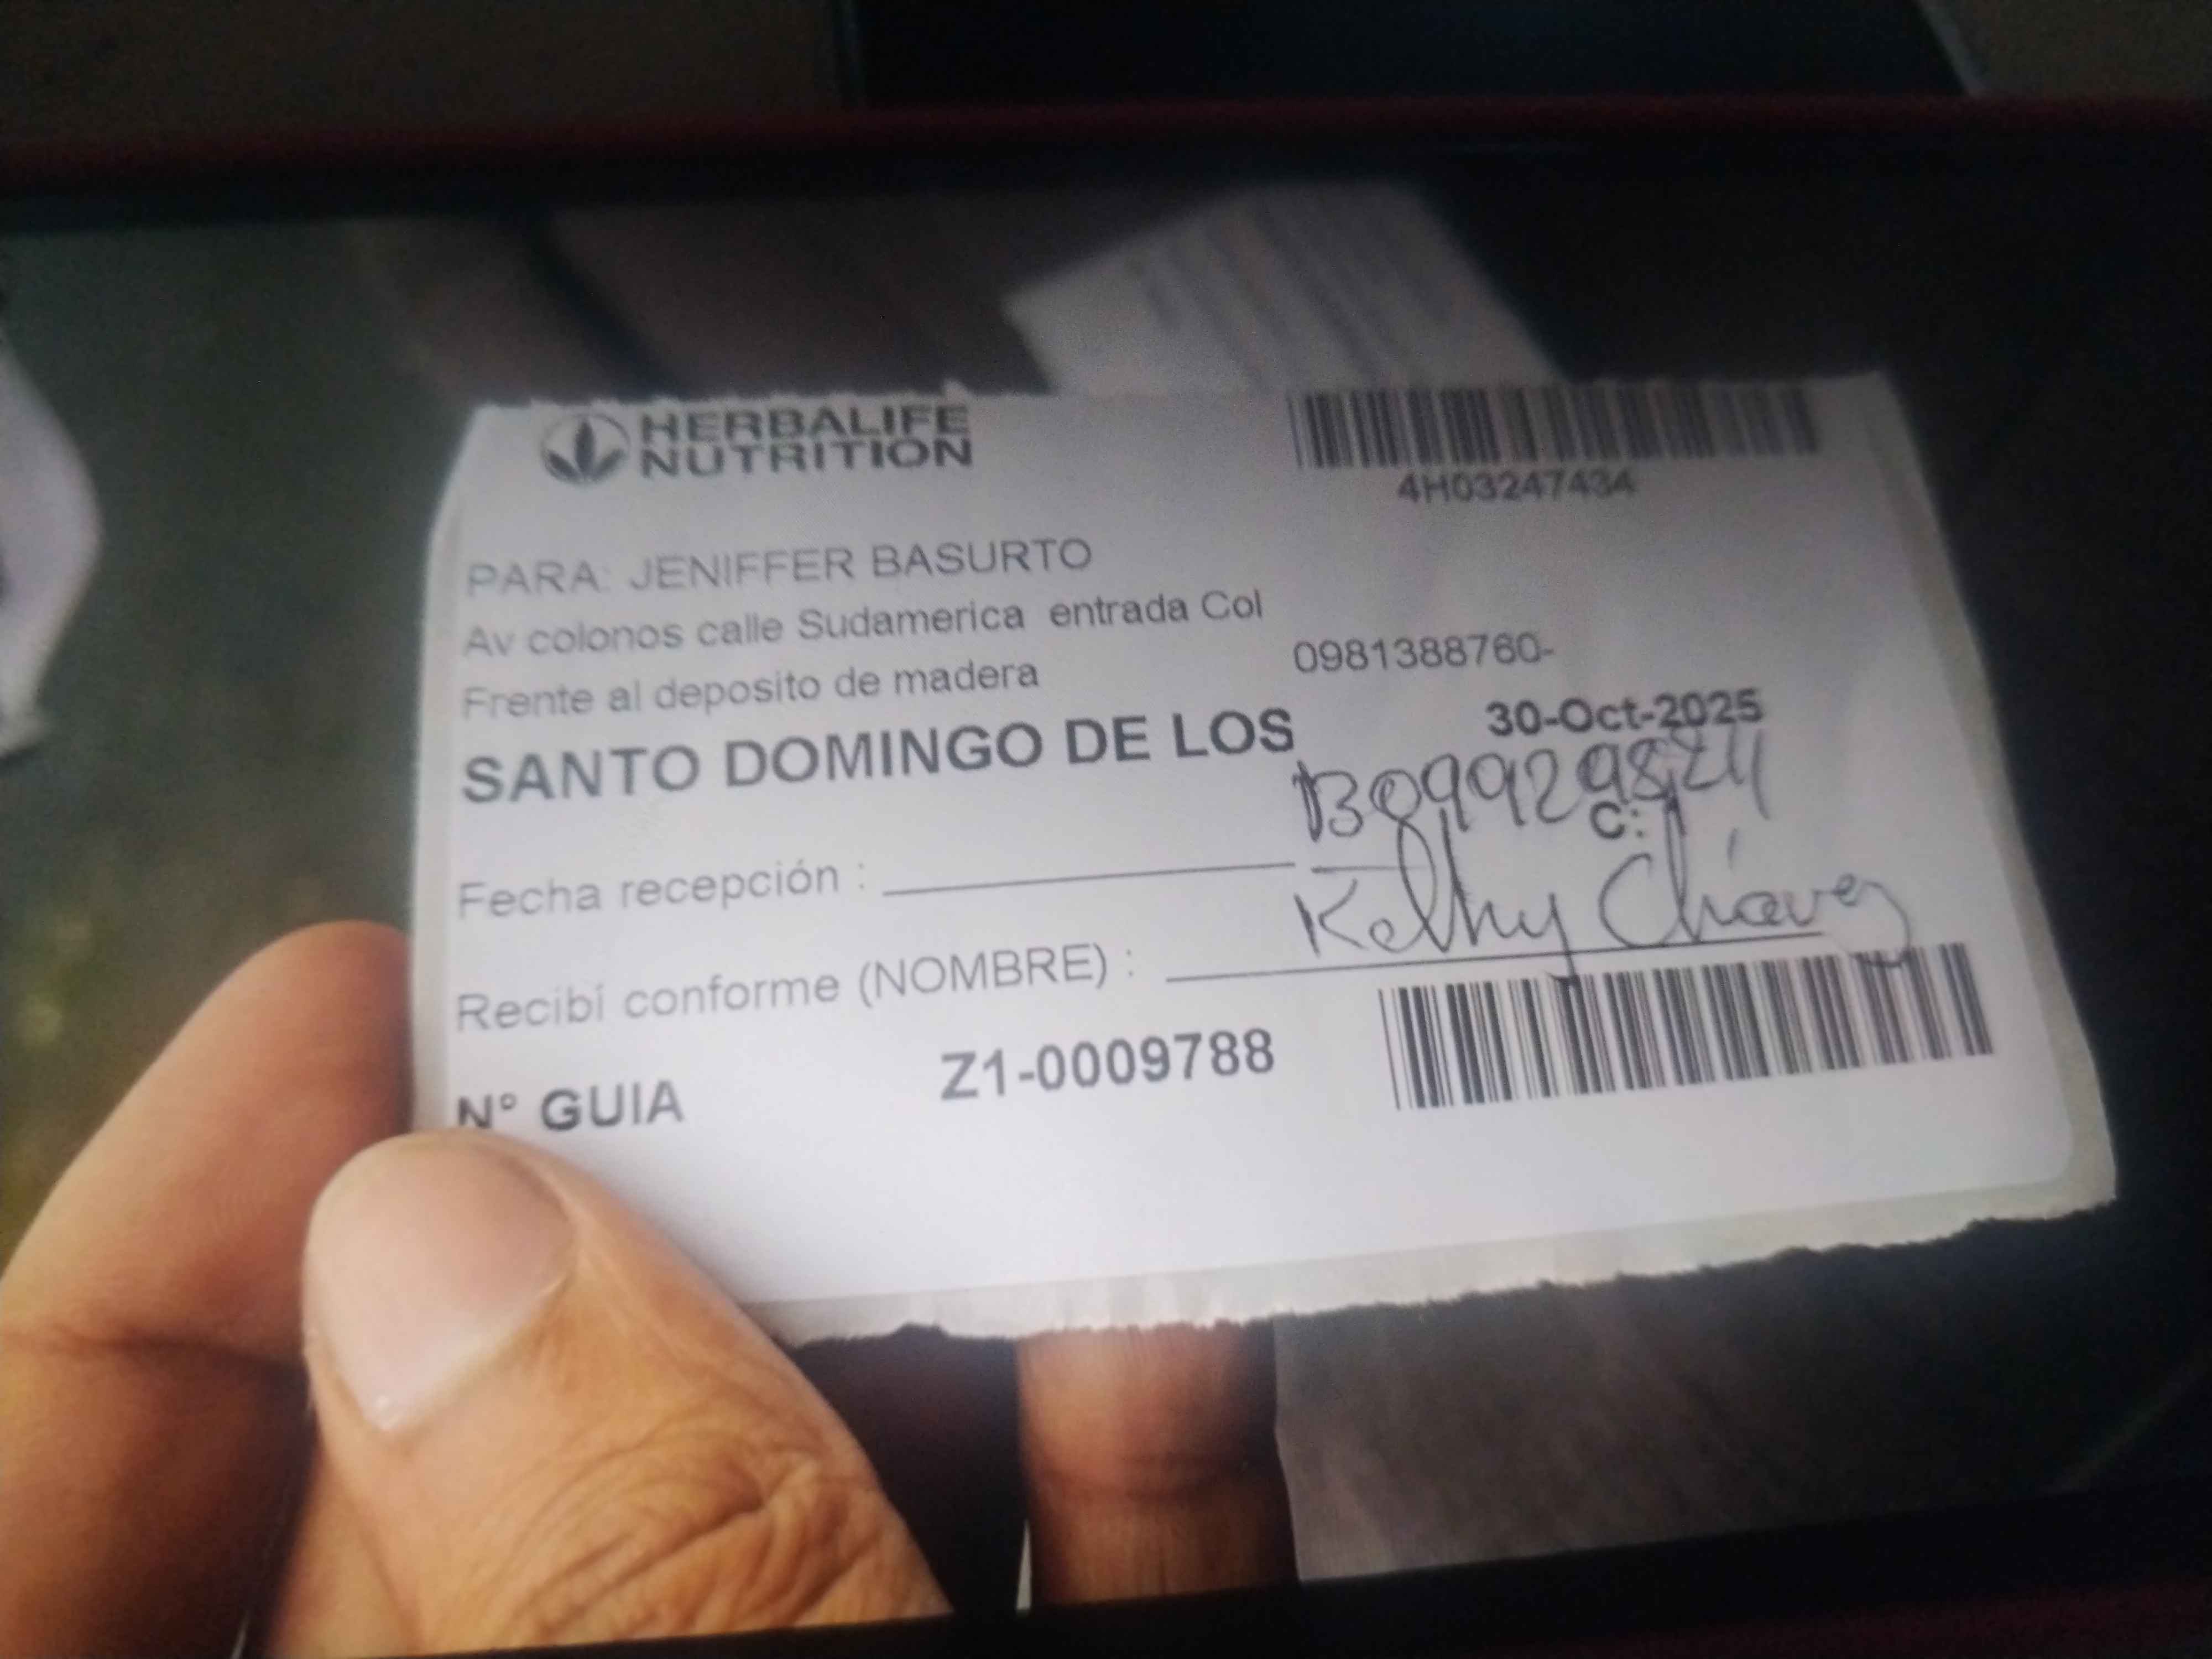 HERBALIFE
NUTRITION
4H03247434
PARA: JENIFFER BASURTO
Av colonos calle Sudamerica entrada Col
Frente al deposito de madera
0981388760-
SANTO DOMINGO DE LOS
30-Oct-2025
C:
Fecha recepción :
Kelhy Chávez
Recibí conforme (NOMBRE) :
Nº GUIA
Z1-0009788